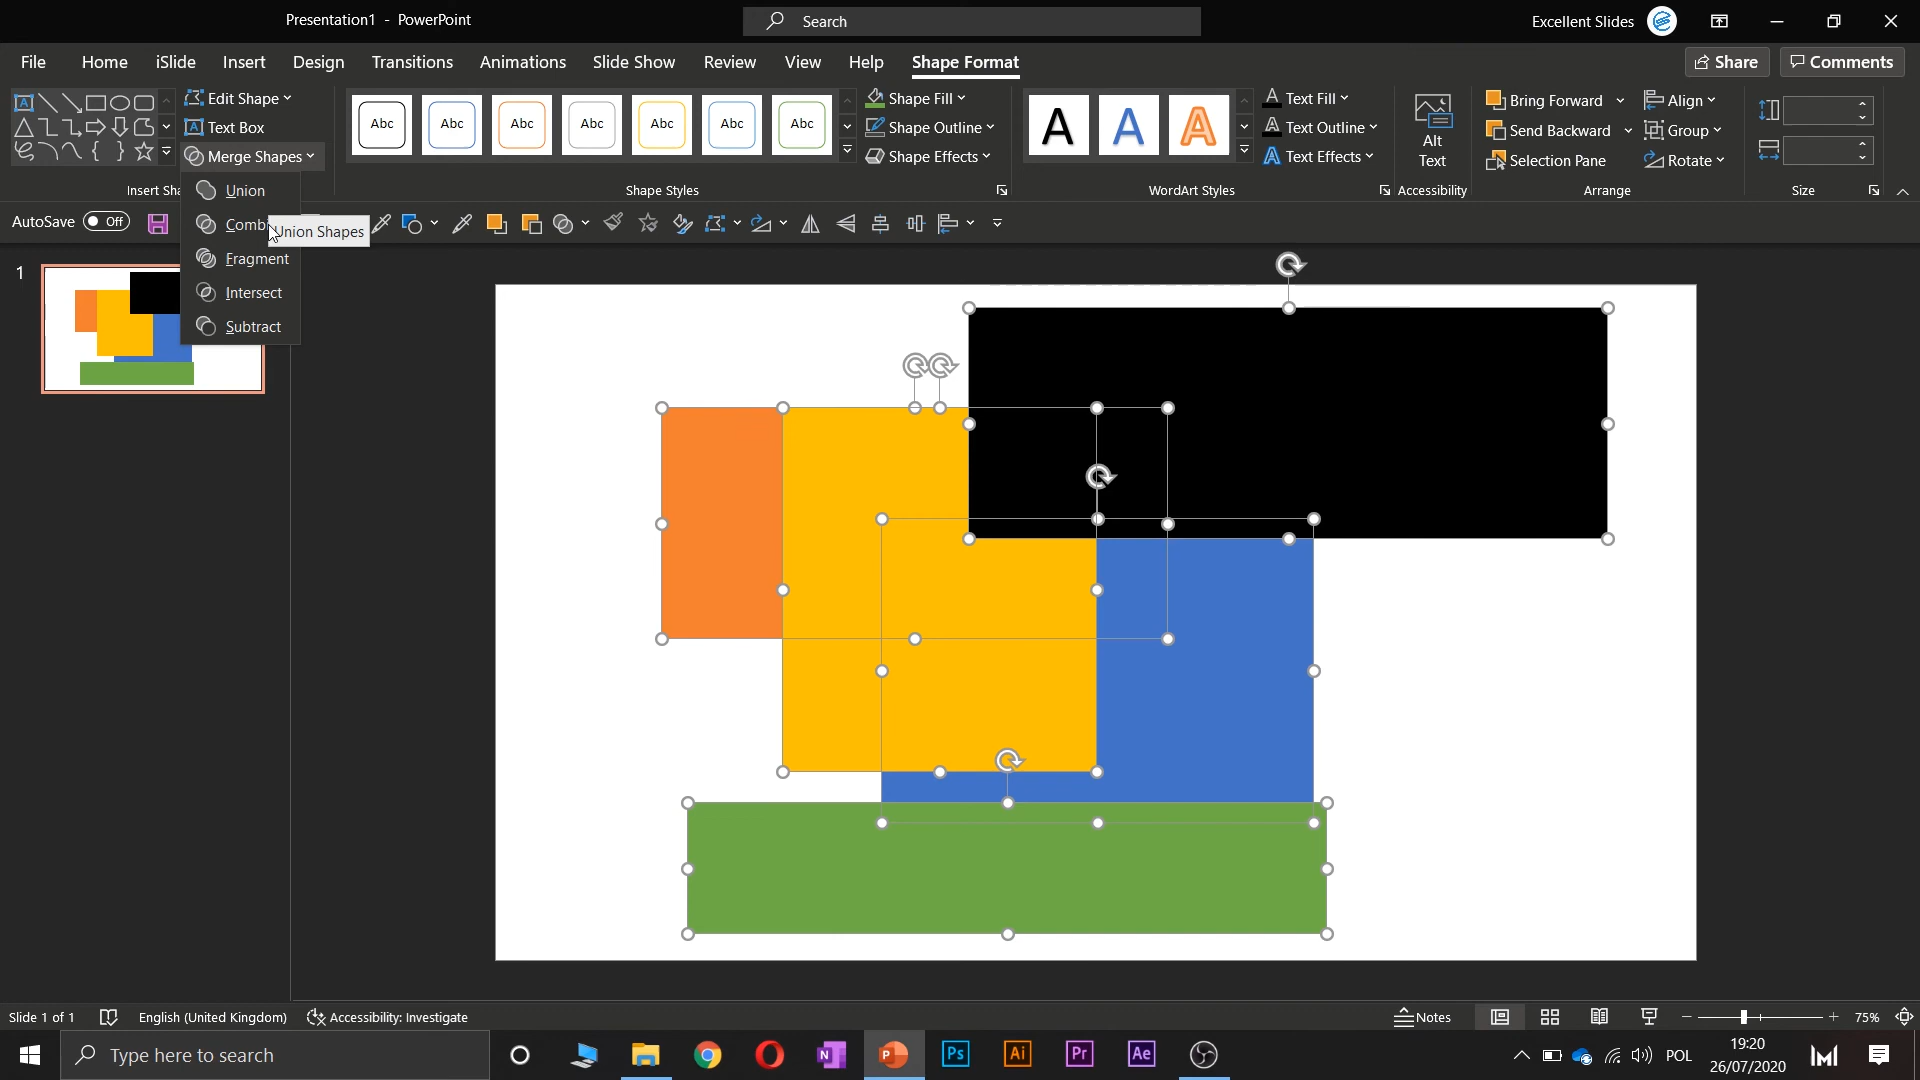 Presentation1 - PowerPoint
Search
Excellent Slides
File Home iSlide Insert Design Transitions Animations Slide Show Review View Help Shape Format
Share Comments
Edit Shape
Text Box
Merge Shapes
Insert Sha
Abc Abc Abc Abc Abc Abc Abc
Shape Fill
Shape Outline
Shape Effects
Shape Styles
A A A
Text Fill
Text Outline
Text Effects
WordArt Styles
Alt
Text
Accessibility
Bring Forward
Send Backward
Selection Pane
Align
Group
Rotate
Arrange
Size
AutoSave Off
Union
Comb
Union Shapes
Fragment
Intersect
Subtract
1
Slide 1 of 1
English (United Kingdom)
Accessibility: Investigate
Notes
75%
Type here to search
N
P
Ps
Ai
Pr
Ae
POL
19:20
26/07/2020